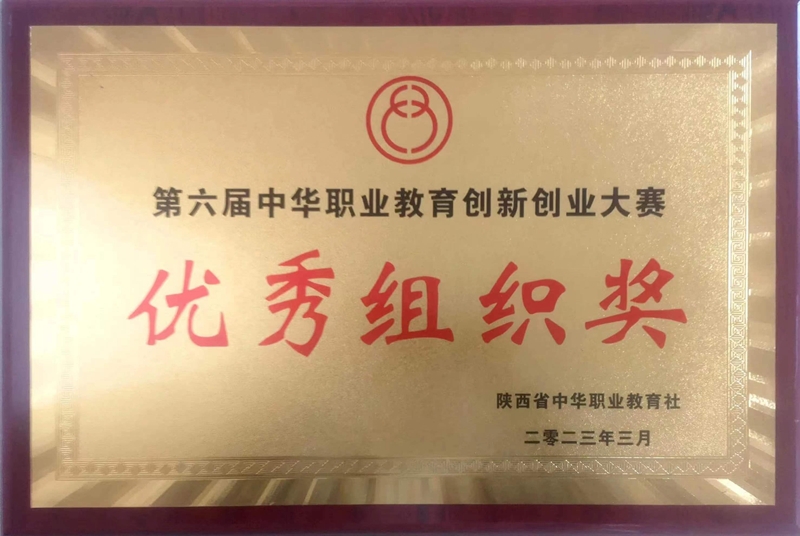 第六届中华职业教育创新创业大赛
优秀组织奖
陕西省中华职业教育社
二零二三年三月